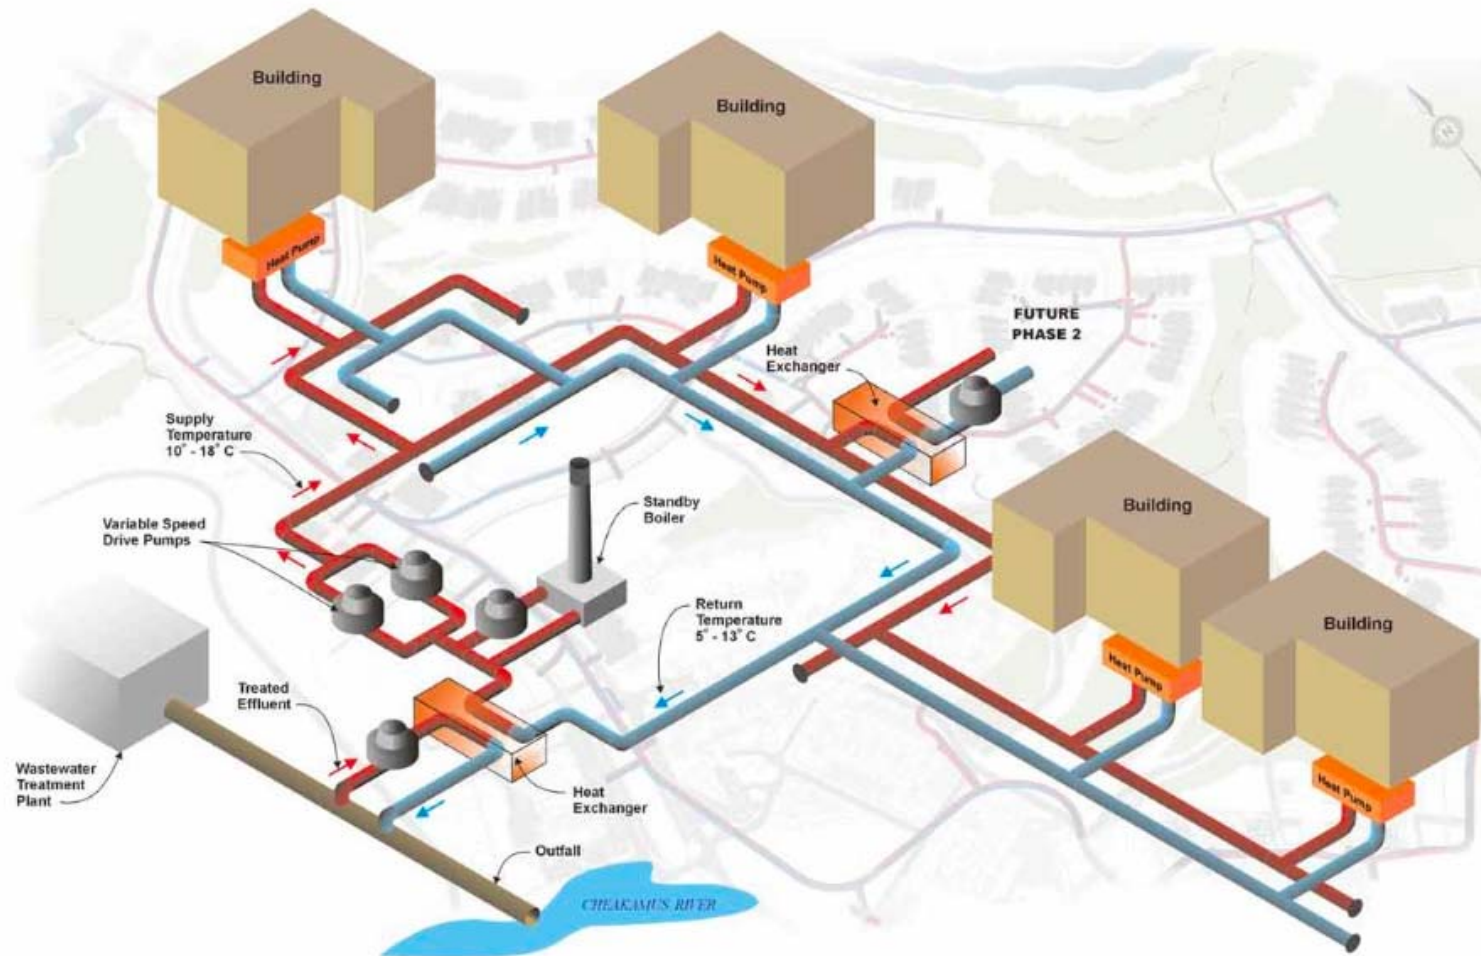 Building
Building
Heat Pump
Heat Pump
FUTURE
PHASE 2
Heat
Exchanger
Supply
Temperature
10° - 18° C
Building
Standby
Boiler
Variable Speed
Drive Pumps
Return
Temperature
5° - 13° C
Building
Heat Pump
Treated
Effluent
Wastewater
Treatment
Plant
Heat
Exchanger
Heat Pump
Outfall
CHEAKAMUS RIVER